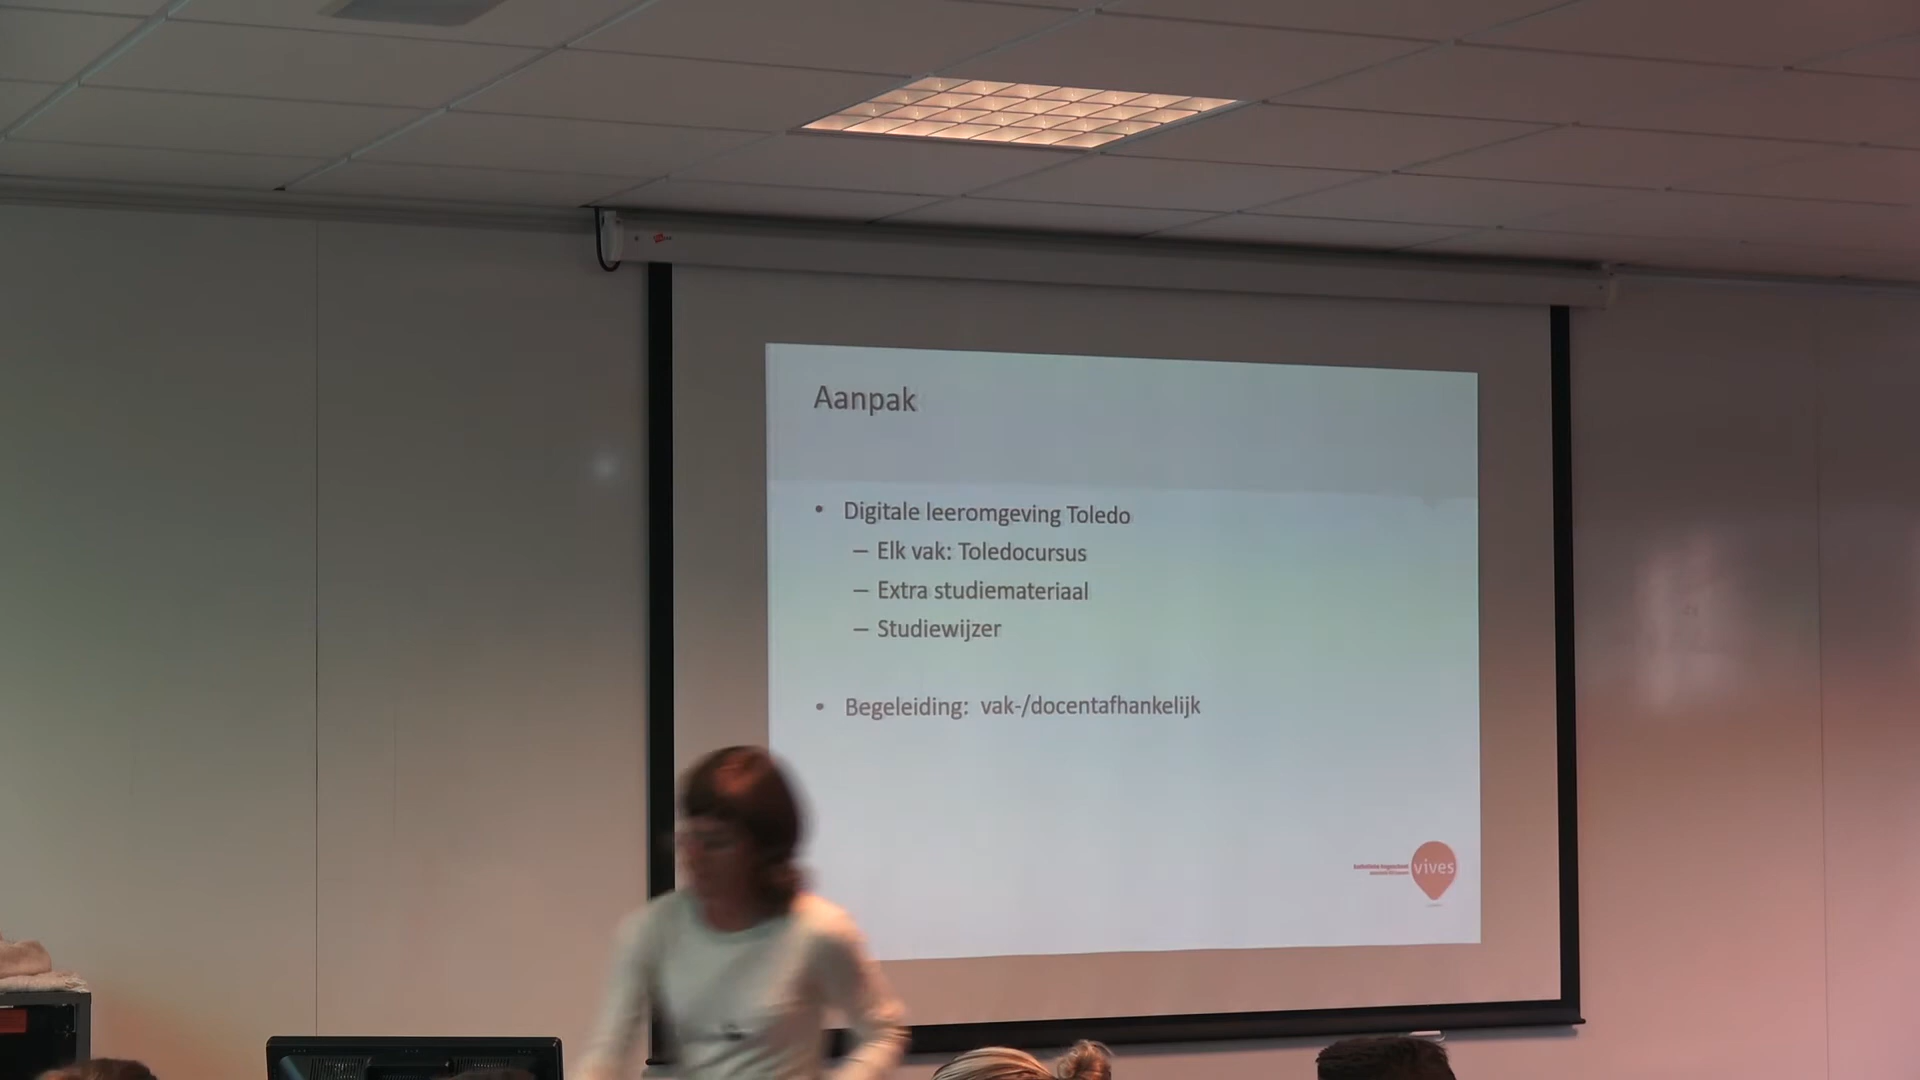 Aanpak
• Digitale leeromgeving Toledo
– Elk vak: Toledocursus
– Extra studiemateriaal
– Studiewijzer
• Begeleiding: vak-/docentafhankelijk
vives